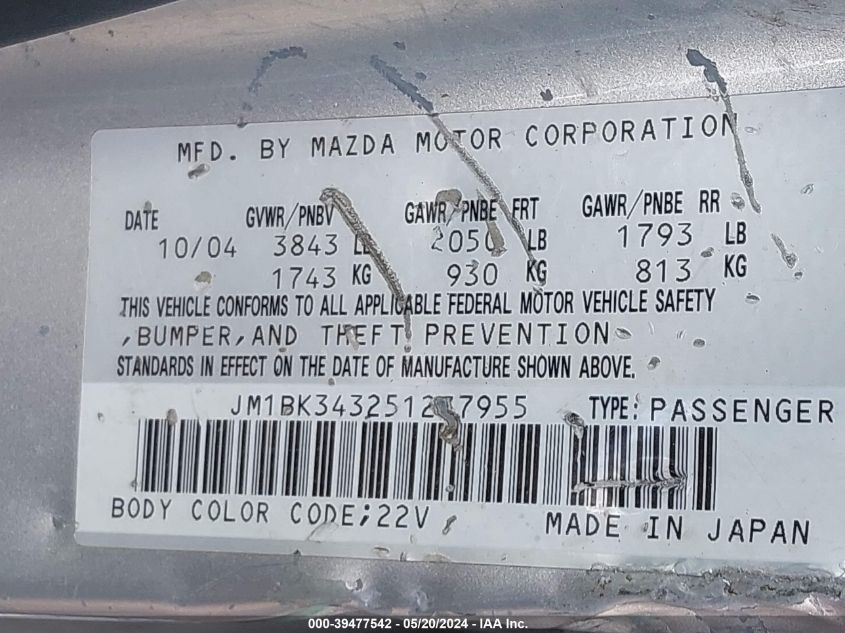 MFD. BY MAZDA MOTOR CORPORATION
DATE GVWR/PNBV GAWR/PNBE FRT GAWR/PNBE RR
10/04 3843 LB 2050 LB 1793 LB
1743 KG 930 KG 813 KG
THIS VEHICLE CONFORMS TO ALL APPLICABLE FEDERAL MOTOR VEHICLE SAFETY
,BUMPER,AND THEFT PREVENTION
STANDARDS IN EFFECT ON THE DATE OF MANUFACTURE SHOWN ABOVE.
JM1BK343251237955 TYPE: PASSENGER
BODY COLOR CODE;22V MADE IN JAPAN
000-39477542 - 05/20/2024 - IAA Inc.